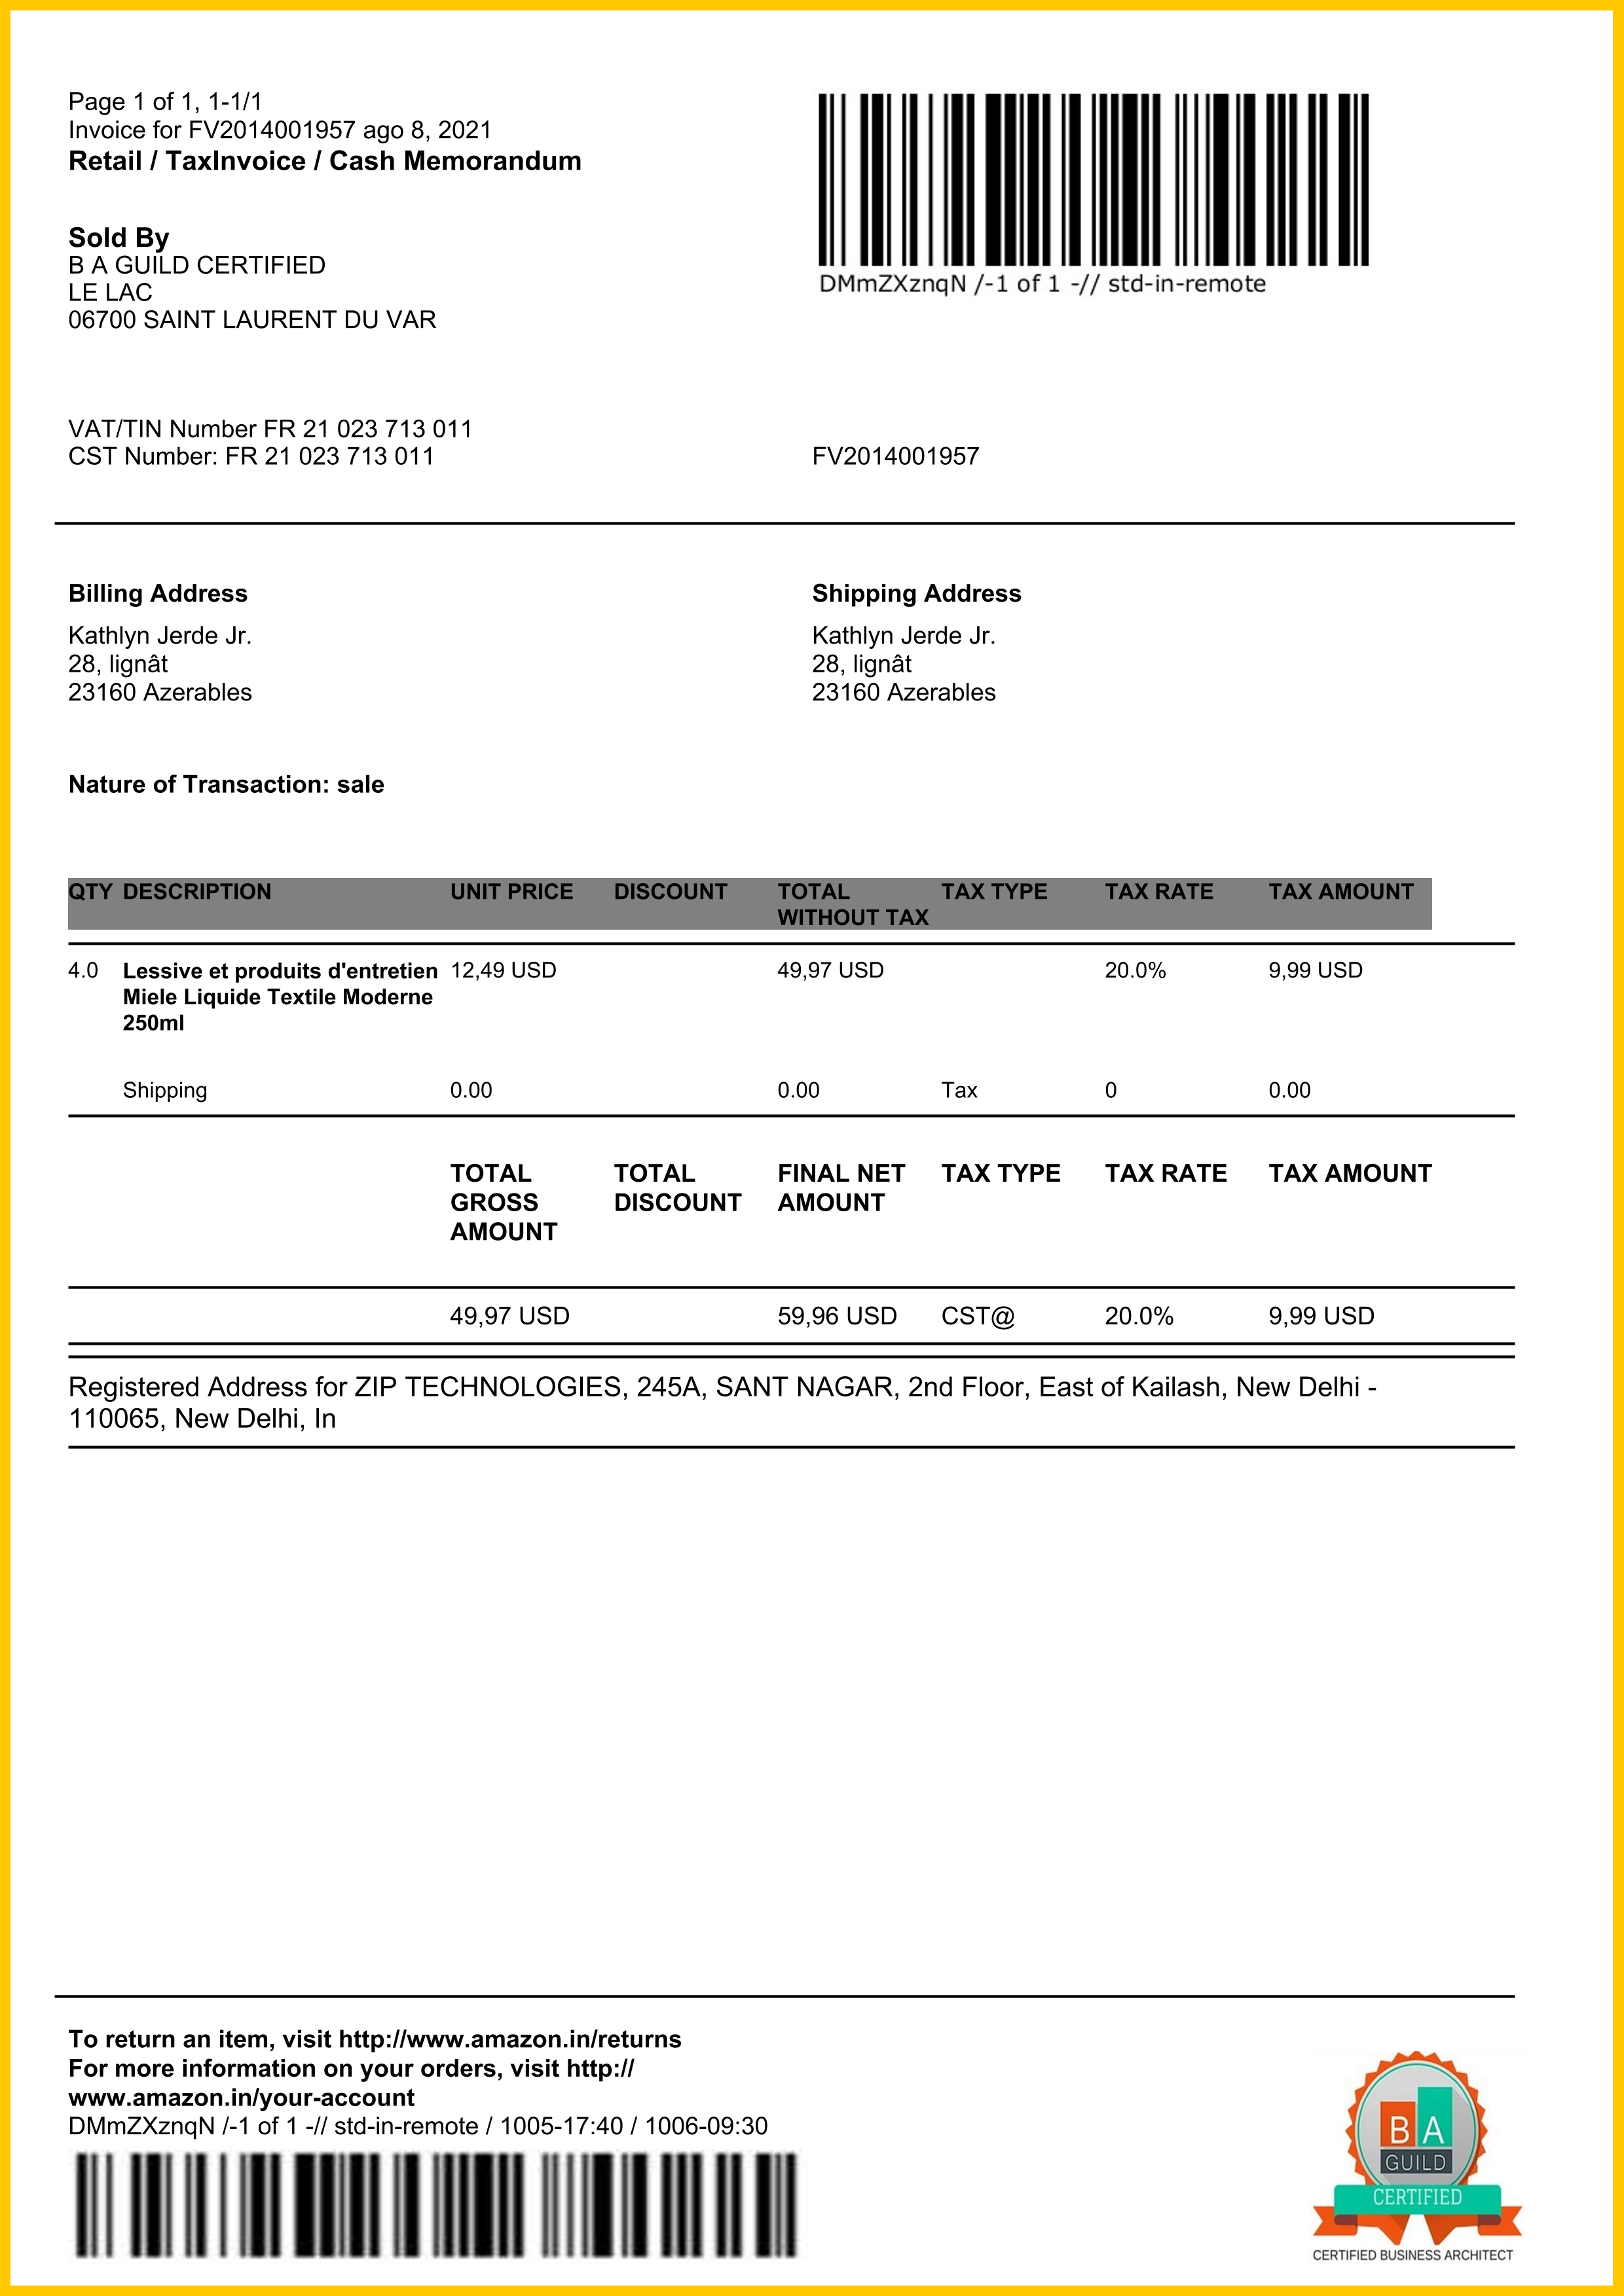 Page 1 of 1, 1-1/1
Invoice for FV2014001957 ago 8, 2021
Retail / TaxInvoice / Cash Memorandum
DMmZXznqN /-1 of 1 -// std-in-remote
Sold By
B A GUILD CERTIFIED
LE LAC
06700 SAINT LAURENT DU VAR
VAT/TIN Number FR 21 023 713 011
CST Number: FR 21 023 713 011
FV2014001957
Billing Address
Kathlyn Jerde Jr.
28, lignât
23160 Azerables
Shipping Address
Kathlyn Jerde Jr.
28, lignât
23160 Azerables
Nature of Transaction: sale
QTY DESCRIPTION UNIT PRICE DISCOUNT TOTAL TAX TYPE TAX RATE TAX AMOUNT
WITHOUT TAX
4.0 Lessive et produits d'entretien 12,49 USD 49,97 USD 20.0% 9,99 USD
Miele Liquide Textile Moderne
250ml
Shipping 0.00 0.00 Tax 0 0.00
TOTAL TOTAL FINAL NET TAX TYPE TAX RATE TAX AMOUNT
GROSS DISCOUNT AMOUNT
AMOUNT
49,97 USD 59,96 USD CST@ 20.0% 9,99 USD
Registered Address for ZIP TECHNOLOGIES, 245A, SANT NAGAR, 2nd Floor, East of Kailash, New Delhi -
110065, New Delhi, In
To return an item, visit http://www.amazon.in/returns
For more information on your orders, visit http://
www.amazon.in/your-account
DMmZXznqN /-1 of 1 -// std-in-remote / 1005-17:40 / 1006-09:30
B A
GUILD
CERTIFIED
CERTIFIED BUSINESS ARCHITECT